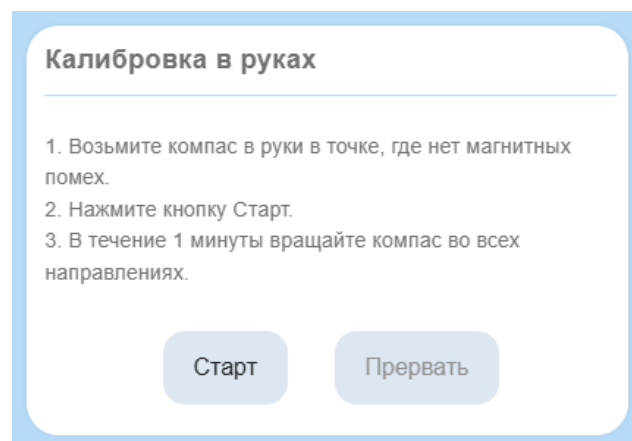 Калибровка в руках
1. Возьмите компас в руки в точке, где нет магнитных
помех.
2. Нажмите кнопку Старт.
3. В течение 1 минуты вращайте компас во всех
направлениях.
Старт Прервать